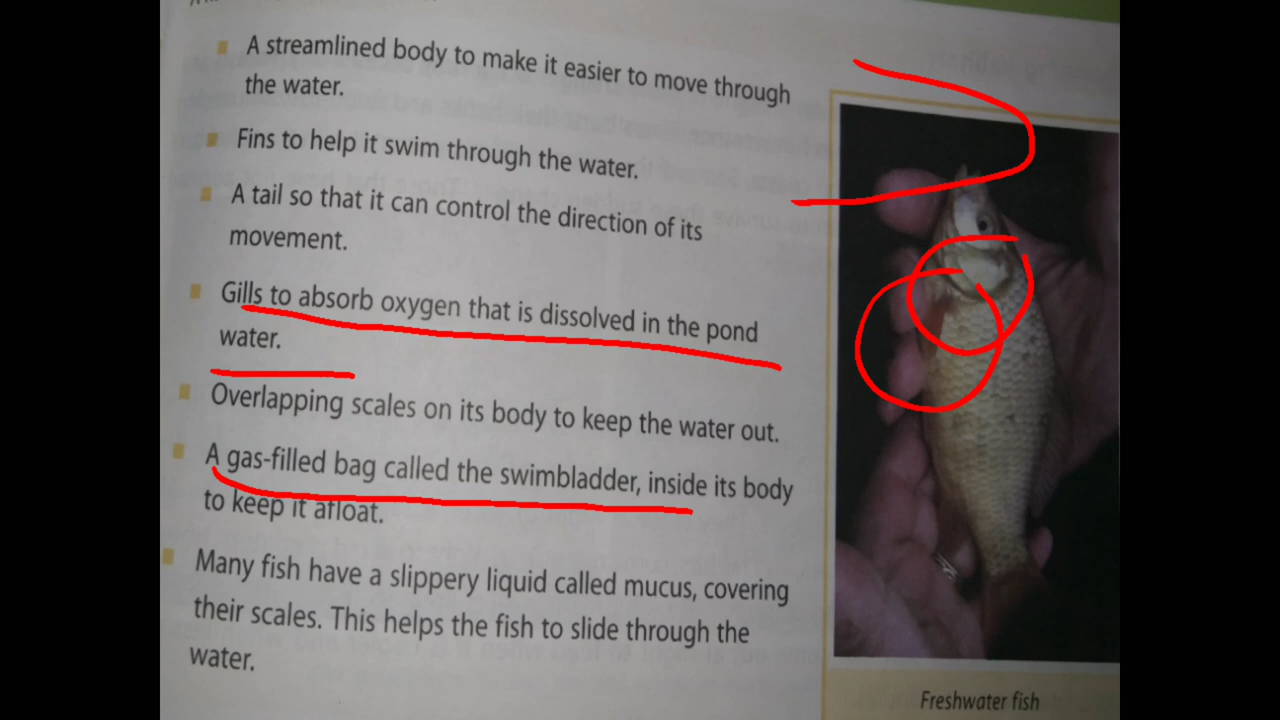 A streamlined body to make it easier to move through
the water.
Fins to help it swim through the water.
A tail so that it can control the direction of its
movement.
Gills to absorb oxygen that is dissolved in the pond
water.
Overlapping scales on its body to keep the water out.
A gas-filled bag called the swimbladder, inside its body
to keep it afloat.
Many fish have a slippery liquid called mucus, covering
their scales. This helps the fish to slide through the
water.
Freshwater fish